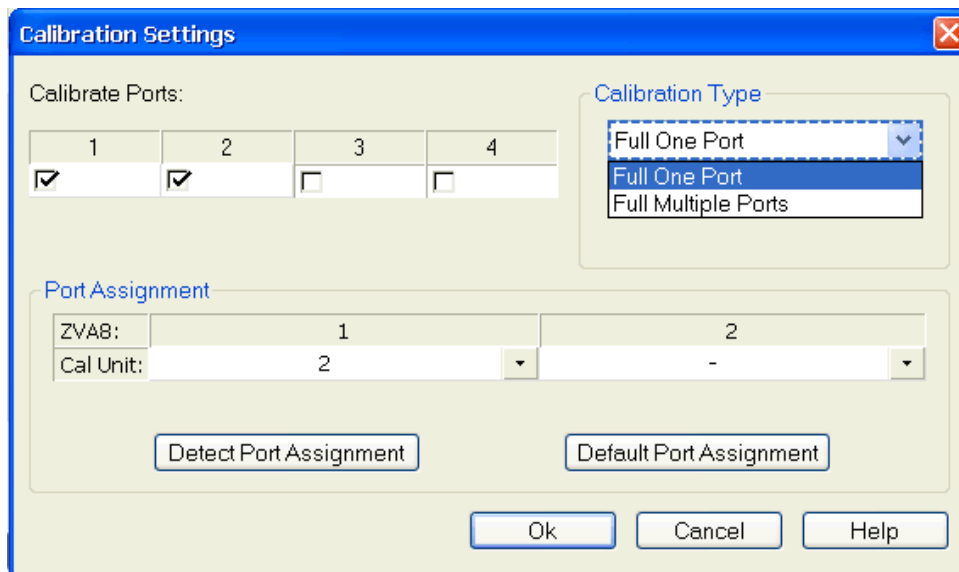 Calibration Settings
Calibrate Ports:
1 2 3 4
Calibration Type
Full One Port
Full One Port
Full Multiple Ports
Port Assignment
ZVA8: 1 2
Cal Unit: 2 -
Detect Port Assignment Default Port Assignment
Ok Cancel Help